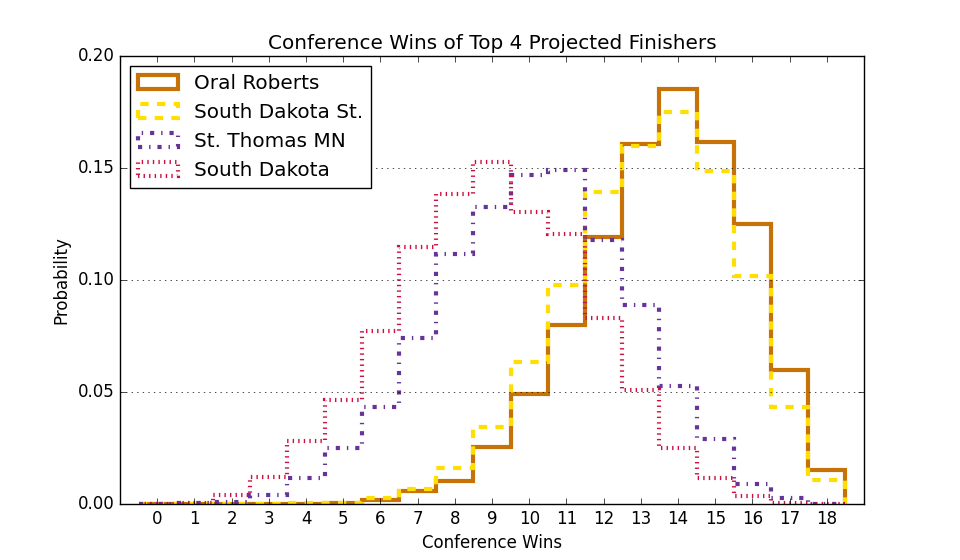 Conference Wins of Top 4 Projected Finishers
Oral Roberts
South Dakota St.
St. Thomas MN
South Dakota
0.20
0.15
0.10
0.05
0.00
Probability
0 1 2 3 4 5 6 7 8 9 10 11 12 13 14 15 16 17 18
Conference Wins